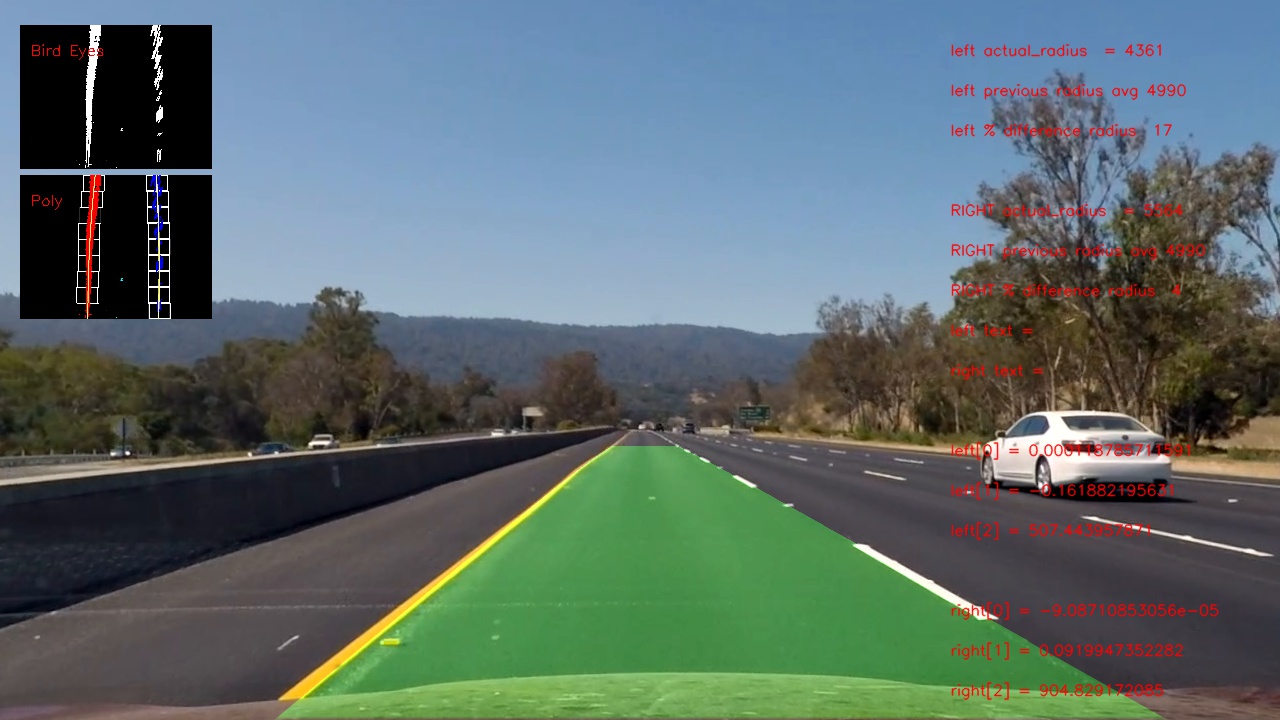 Bird Eyes
Poly
left actual_radius = 4361
left previous radius avg 4990
left % difference radius 17
RIGHT actual_radius = 5564
RIGHT previous radius avg 4990
RIGHT % difference radius 4
left text =
right text =
left[0] = 0.000118785711591
left[1] = -0.161882195631
left[2] = 507.443957871
right[0] = -9.08710853056e-05
right[1] = 0.0919947352282
right[2] = 904.829172085